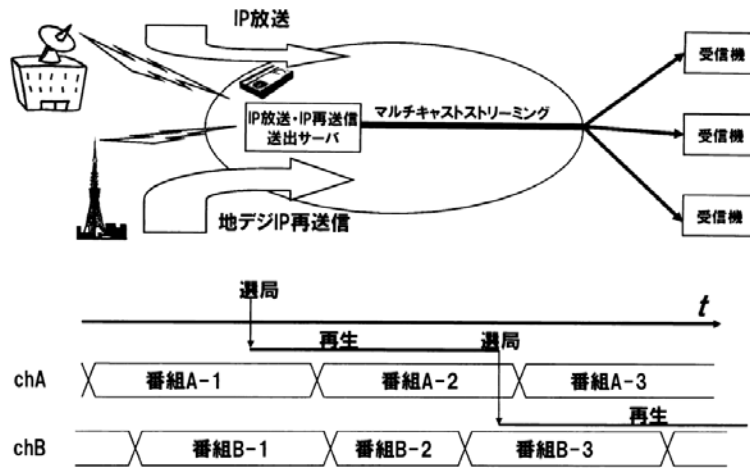 IP放送
IP放送・IP再送信
送出サーバ
マルチキャストストリーミング
受信機
受信機
受信機
地デジIP再送信
選局
t
再生
選局
chA
番組A-1
番組A-2
番組A-3
再生
chB
番組B-1
番組B-2
番組B-3